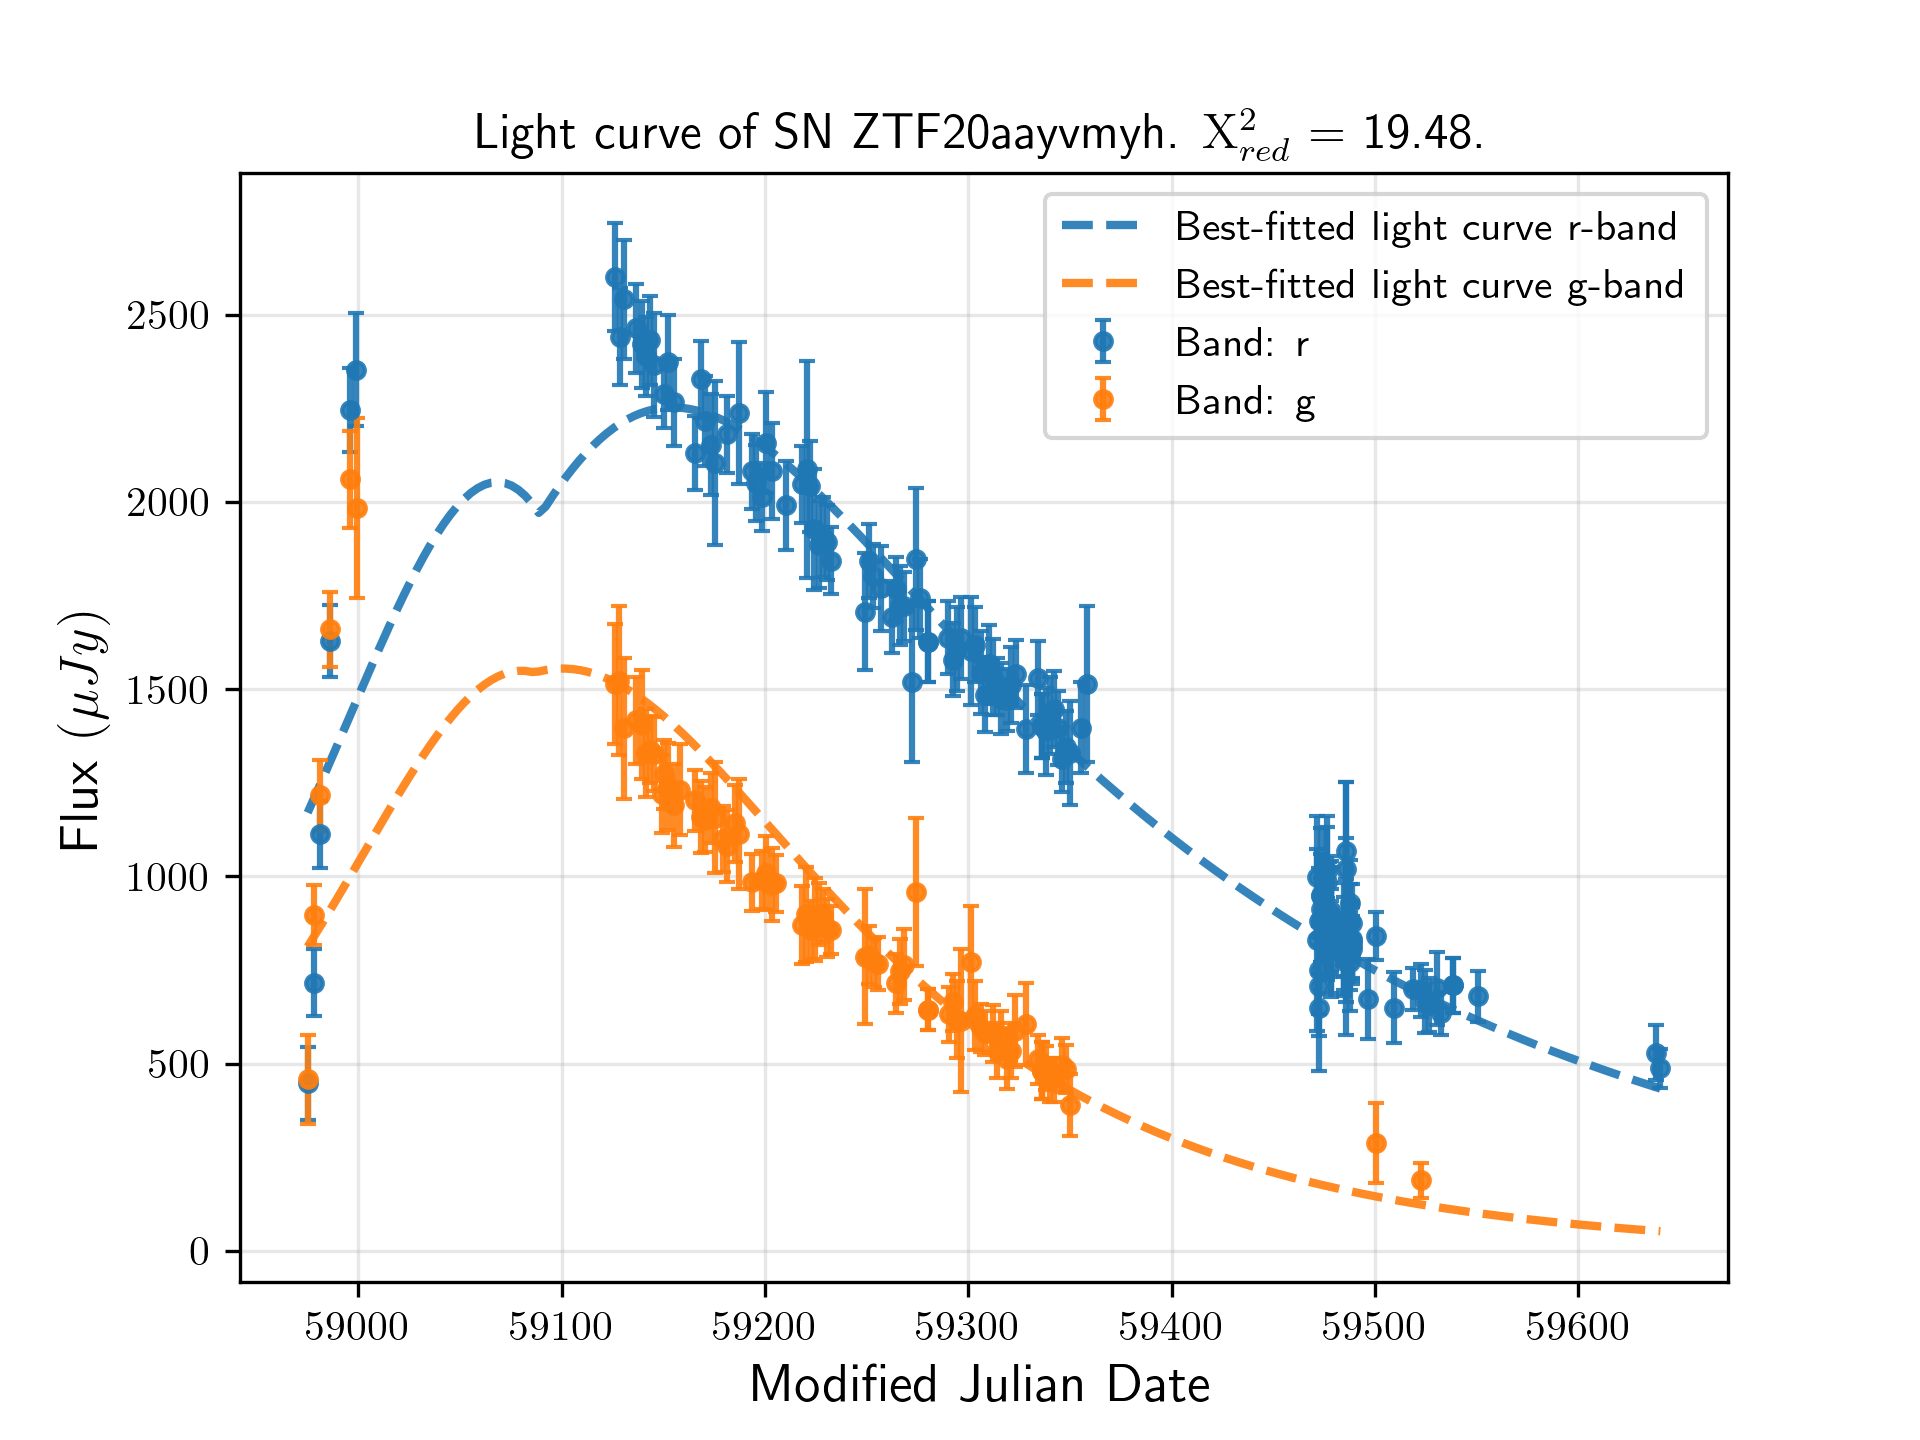 Light curve of SN ZTF20aayvmyh. X²_red = 19.48.
Best-fitted light curve r-band
Best-fitted light curve g-band
Band: r
Band: g
Flux (μJy)
2500
2000
1500
1000
500
0
59000 59100 59200 59300 59400 59500 59600
Modified Julian Date